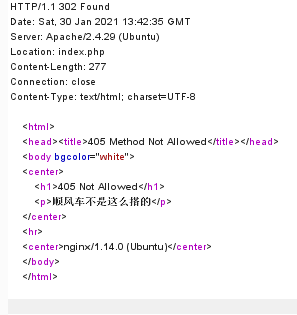 HTTP/1.1 302 Found
Date: Sat, 30 Jan 2021 13:42:35 GMT
Server: Apache/2.4.29 (Ubuntu)
Location: index.php
Content-Length: 277
Connection: close
Content-Type: text/html; charset=UTF-8
<html>
<head><title>405 Method Not Allowed</title></head>
<body bgcolor="white">
<center>
<h1>405 Not Allowed</h1>
<p>顺风车不是这么搭的</p>
</center>
<hr>
<center>nginx/1.14.0 (Ubuntu)</center>
</body>
</html>